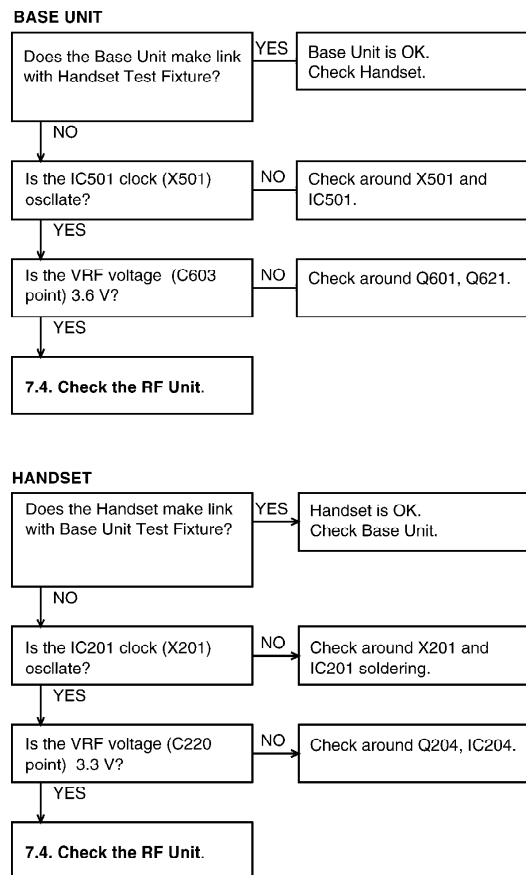 BASE UNIT
Does the Base Unit make link
with Handset Test Fixture?
YES
Base Unit is OK.
Check Handset.
NO
Is the IC501 clock (X501)
oscllate?
NO
Check around X501 and
IC501.
YES
Is the VRF voltage (C603
point) 3.6 V?
NO
Check around Q601, Q621.
YES
7.4. Check the RF Unit.
HANDSET
Does the Handset make link
with Base Unit Test Fixture?
YES
Handset is OK.
Check Base Unit.
NO
Is the IC201 clock (X201)
oscllate?
NO
Check around X201 and
IC201 soldering.
YES
Is the VRF voltage (C220
point) 3.3 V?
NO
Check around Q204, IC204.
YES
7.4. Check the RF Unit.